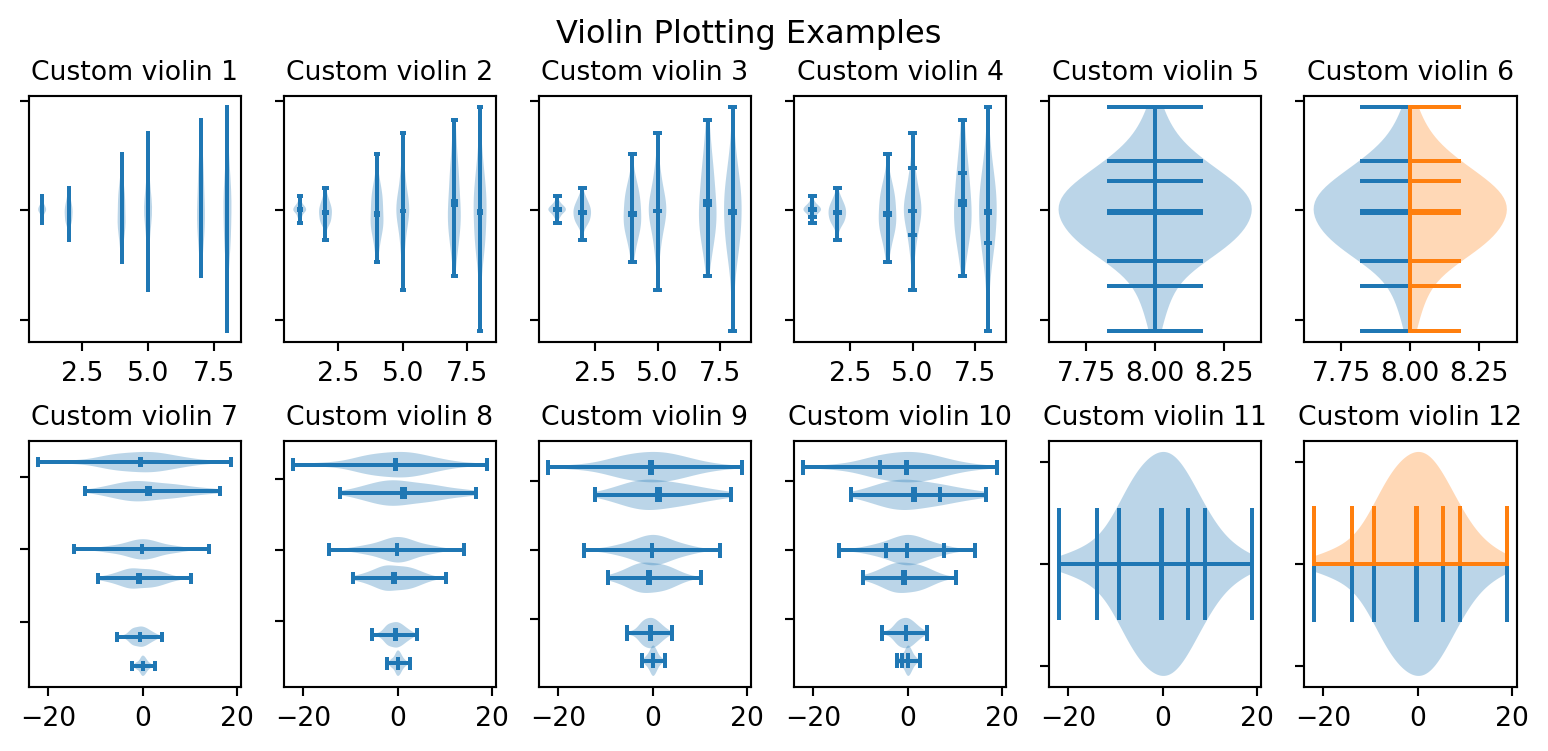 Violin Plotting Examples
Custom violin 1 Custom violin 2 Custom violin 3 Custom violin 4 Custom violin 5 Custom violin 6
2.5 5.0 7.5 2.5 5.0 7.5 2.5 5.0 7.5 2.5 5.0 7.5 7.75 8.00 8.25 7.75 8.00 8.25
Custom violin 7 Custom violin 8 Custom violin 9 Custom violin 10 Custom violin 11 Custom violin 12
−20 0 20 −20 0 20 −20 0 20 −20 0 20 −20 0 20 −20 0 20